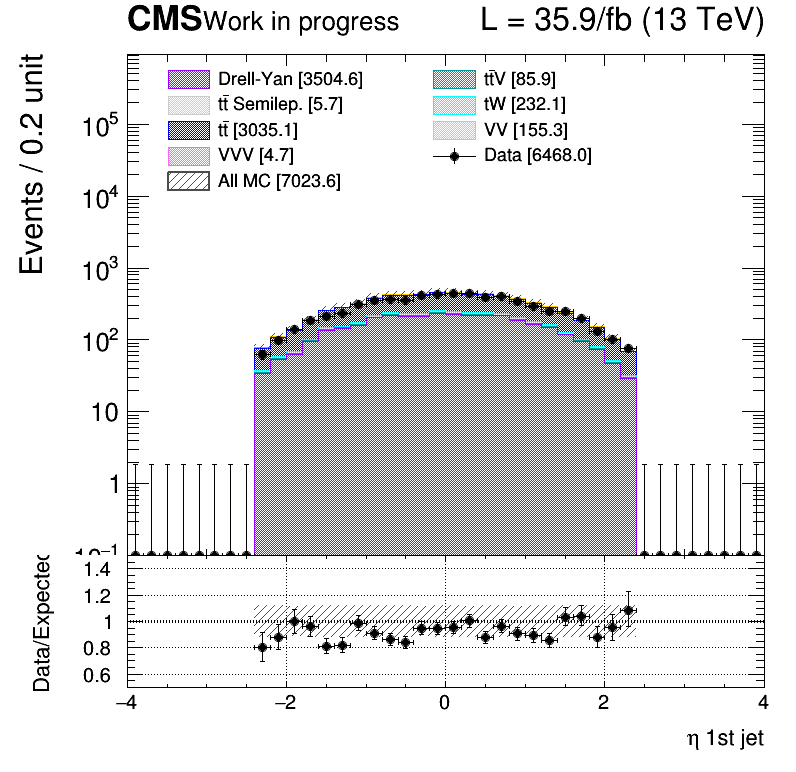 CMS Work in progress L = 35.9/fb (13 TeV)
Drell-Yan [3504.6] tt̄V [85.9]
tt̄ Semilep. [5.7] tW [232.1]
tt̄ [3035.1] VV [155.3]
VVV [4.7] Data [6468.0]
All MC [7023.6]
Events / 0.2 unit
10⁵
10⁴
10³
10²
10
1
10⁻¹
Data/Expected
1.4
1.2
1
0.8
0.6
−4 −2 0 2 4
η 1st jet